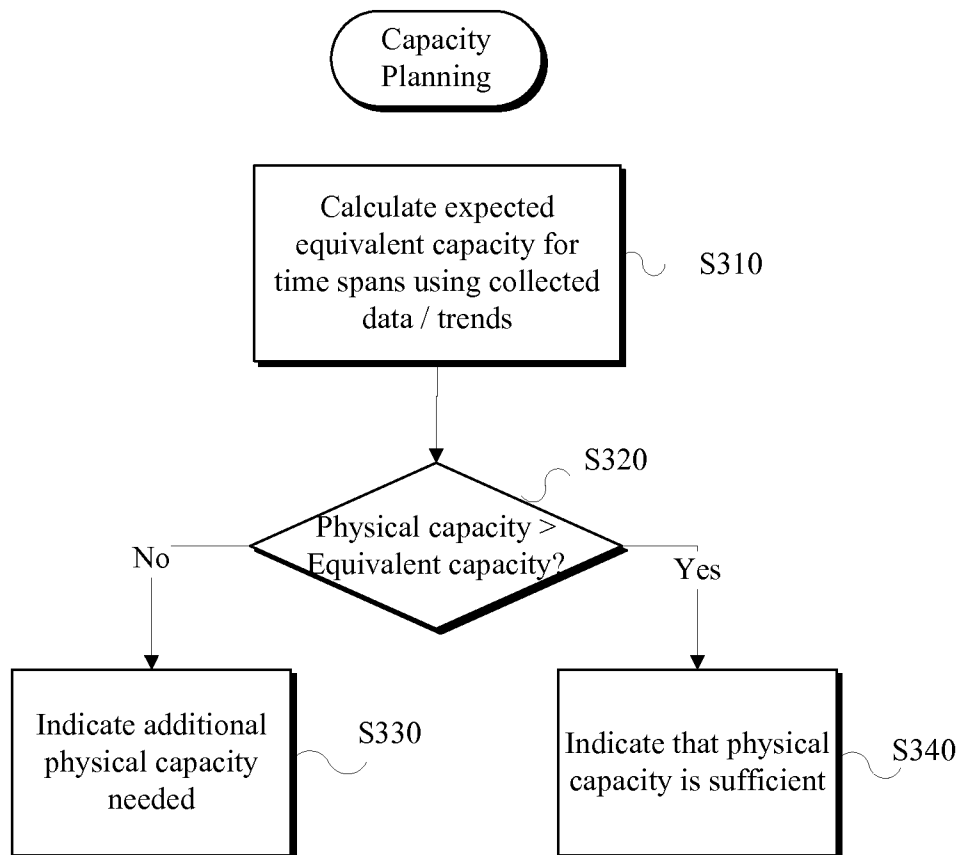 Capacity
Planning
Calculate expected
equivalent capacity for
time spans using collected
data / trends
S310
S320
Physical capacity >
Equivalent capacity?
No
Yes
Indicate additional
physical capacity
needed
S330
Indicate that physical
capacity is sufficient
S340